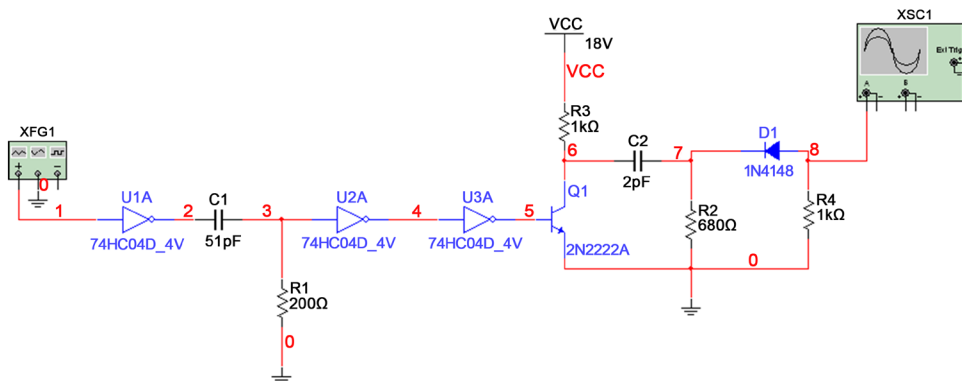 XSC1
Ext Trig
+
A
B
+ - + -
VCC
18V
VCC
R3
1kΩ
6
C2
2pF
7
D1
1N4148
8
XFG1
+ -
0
1
U1A
74HC04D_4V
2
C1
51pF
3
U2A
74HC04D_4V
4
U3A
74HC04D_4V
5
Q1
2N2222A
R2
680Ω
R4
1kΩ
0
R1
200Ω
0